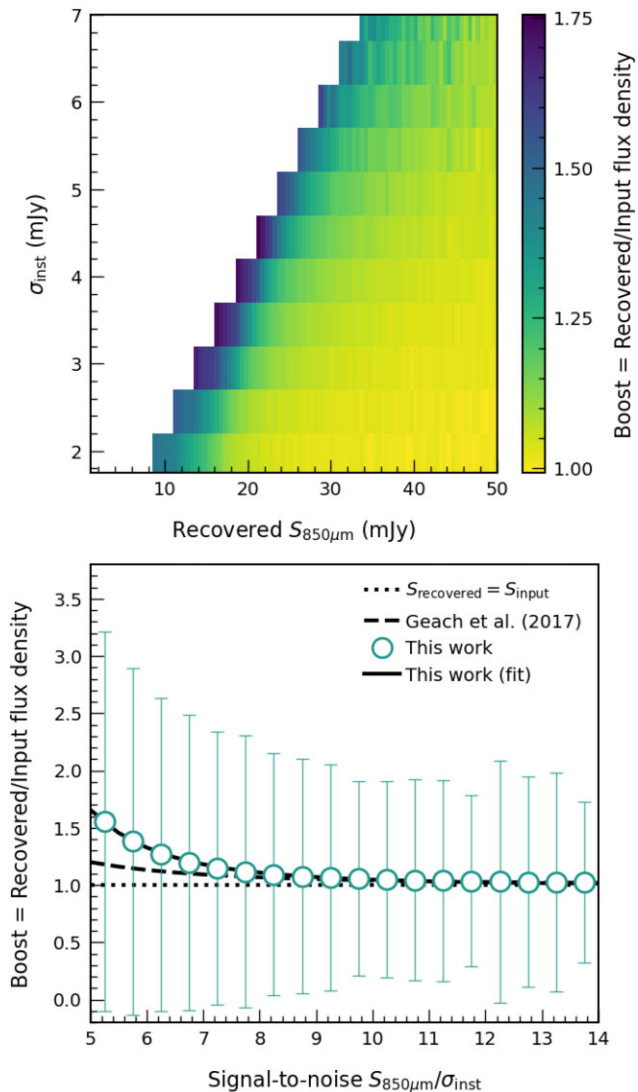 7
6
5
4
3
2
σinst (mJy)
10 20 30 40 50
Recovered S850μm (mJy)
1.75
1.50
1.25
1.00
Boost = Recovered/Input flux density
3.5
3.0
2.5
2.0
1.5
1.0
0.5
0.0
Boost = Recovered/Input flux density
Srecovered = Sinput
Geach et al. (2017)
This work
This work (fit)
5 6 7 8 9 10 11 12 13 14
Signal-to-noise S850μm/σinst